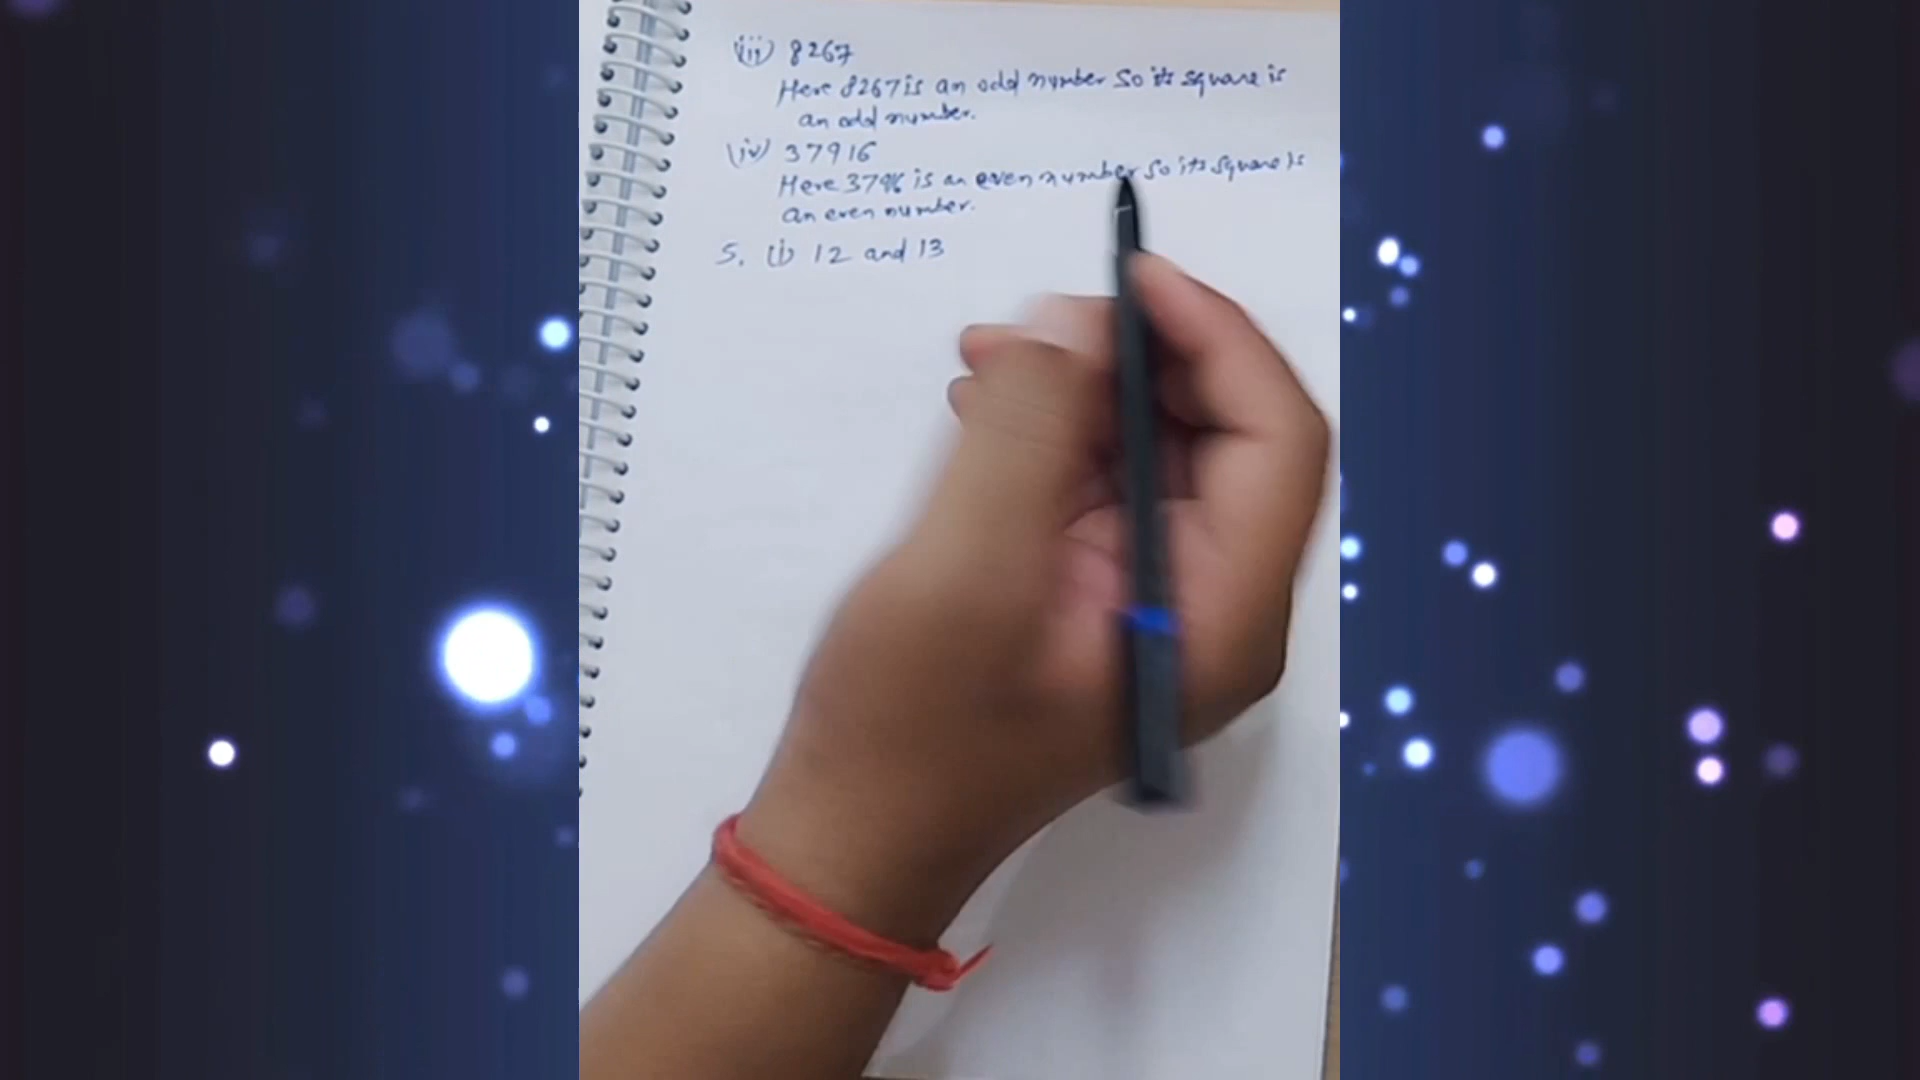 (iii) 8267
Here 8267 is an odd number so its square is
an odd number.
(iv) 37916
Here 37916 is an even number so its square is
an even number.
5. (i) 12 and 13